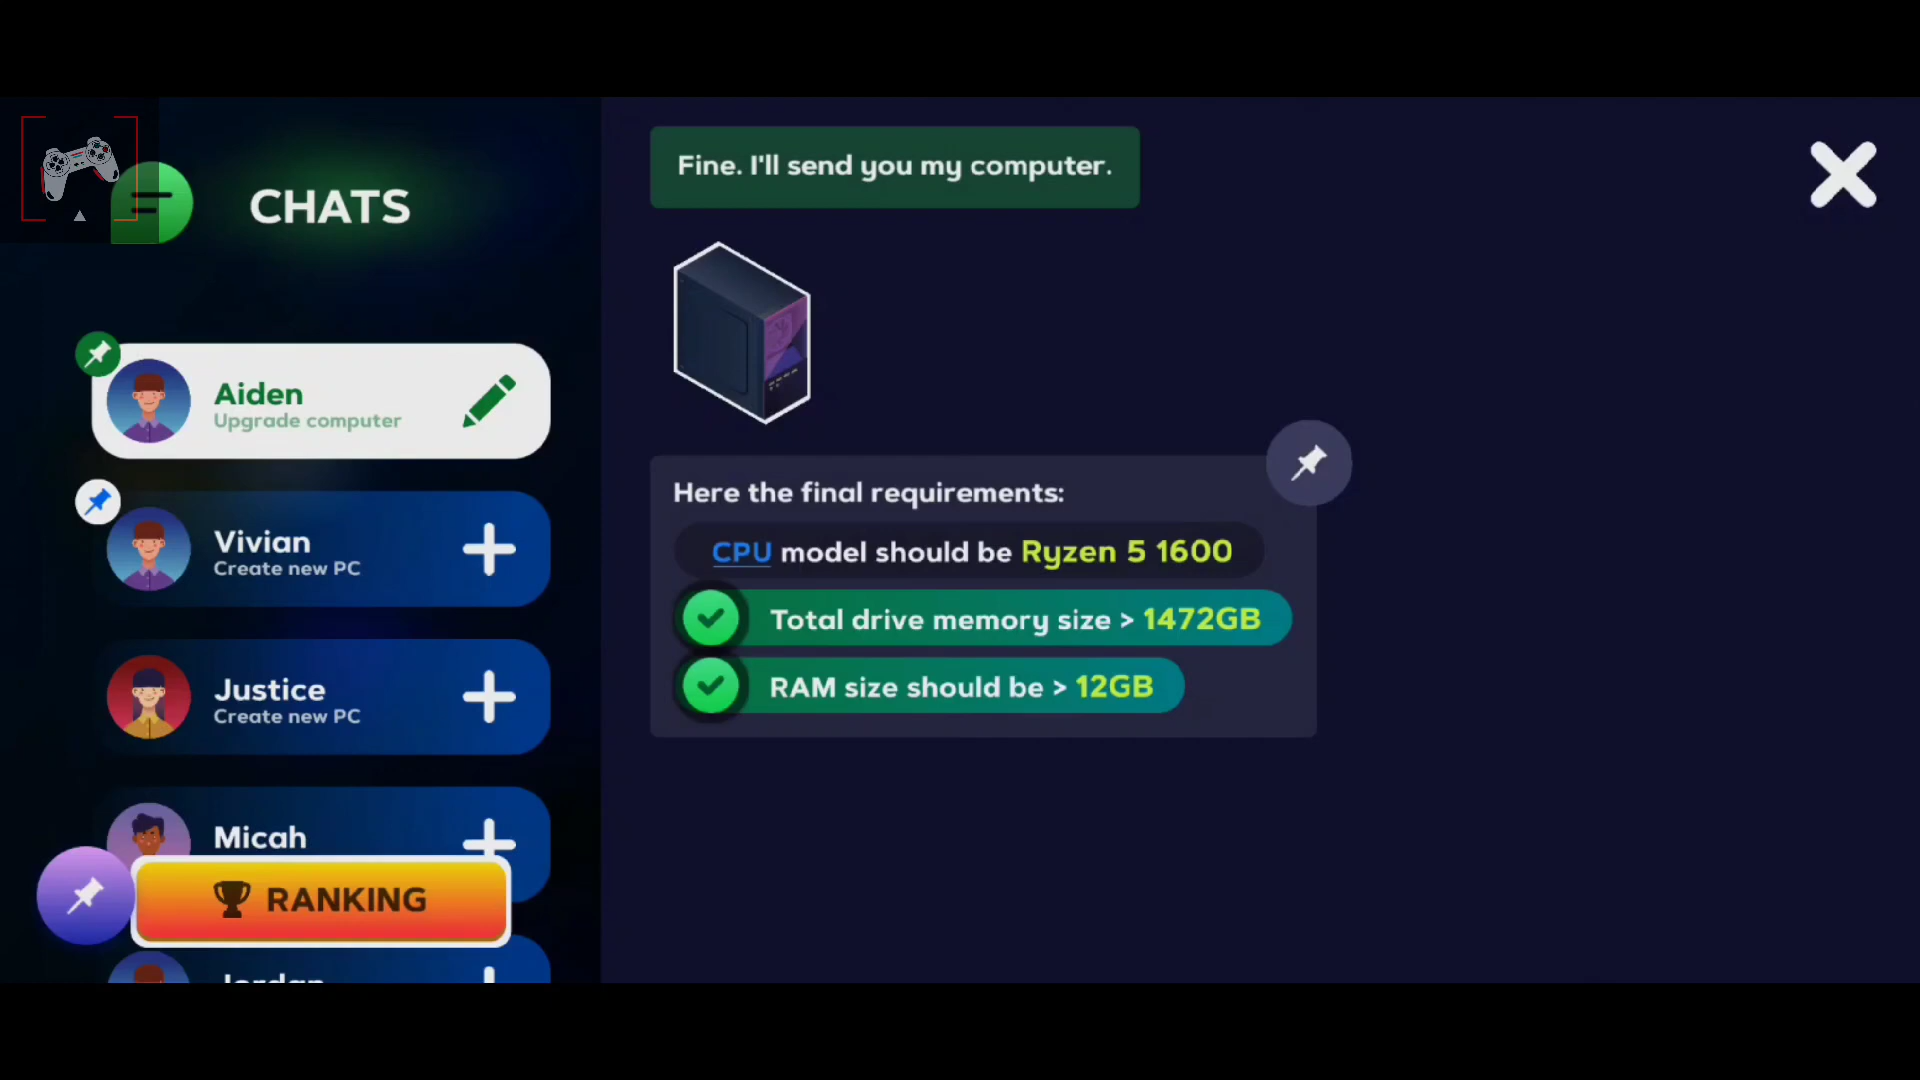 CHATS
Aiden
Upgrade computer
Vivian
Create new PC
Justice
Create new PC
Micah
RANKING
Fine. I'll send you my computer.
Here the final requirements:
CPU model should be Ryzen 5 1600
Total drive memory size > 1472GB
RAM size should be > 12GB